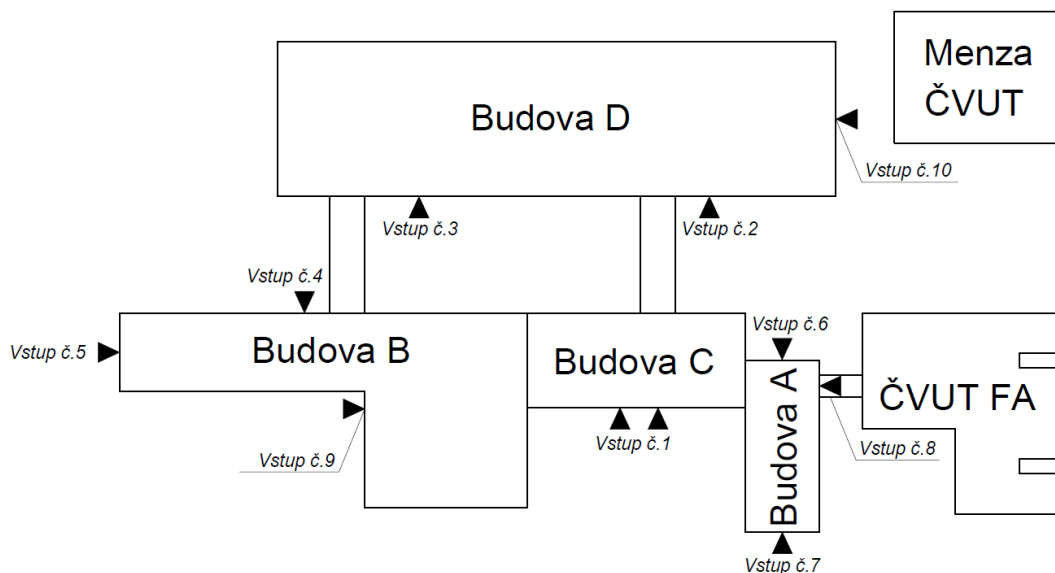 Menza
ČVUT
Budova D
Vstup č.10
Vstup č.3
Vstup č.2
Vstup č.4
Vstup č.6
Vstup č.5
Budova B
Budova C
Budova A
ČVUT FA
Vstup č.1
Vstup č.8
Vstup č.9
Vstup č.7